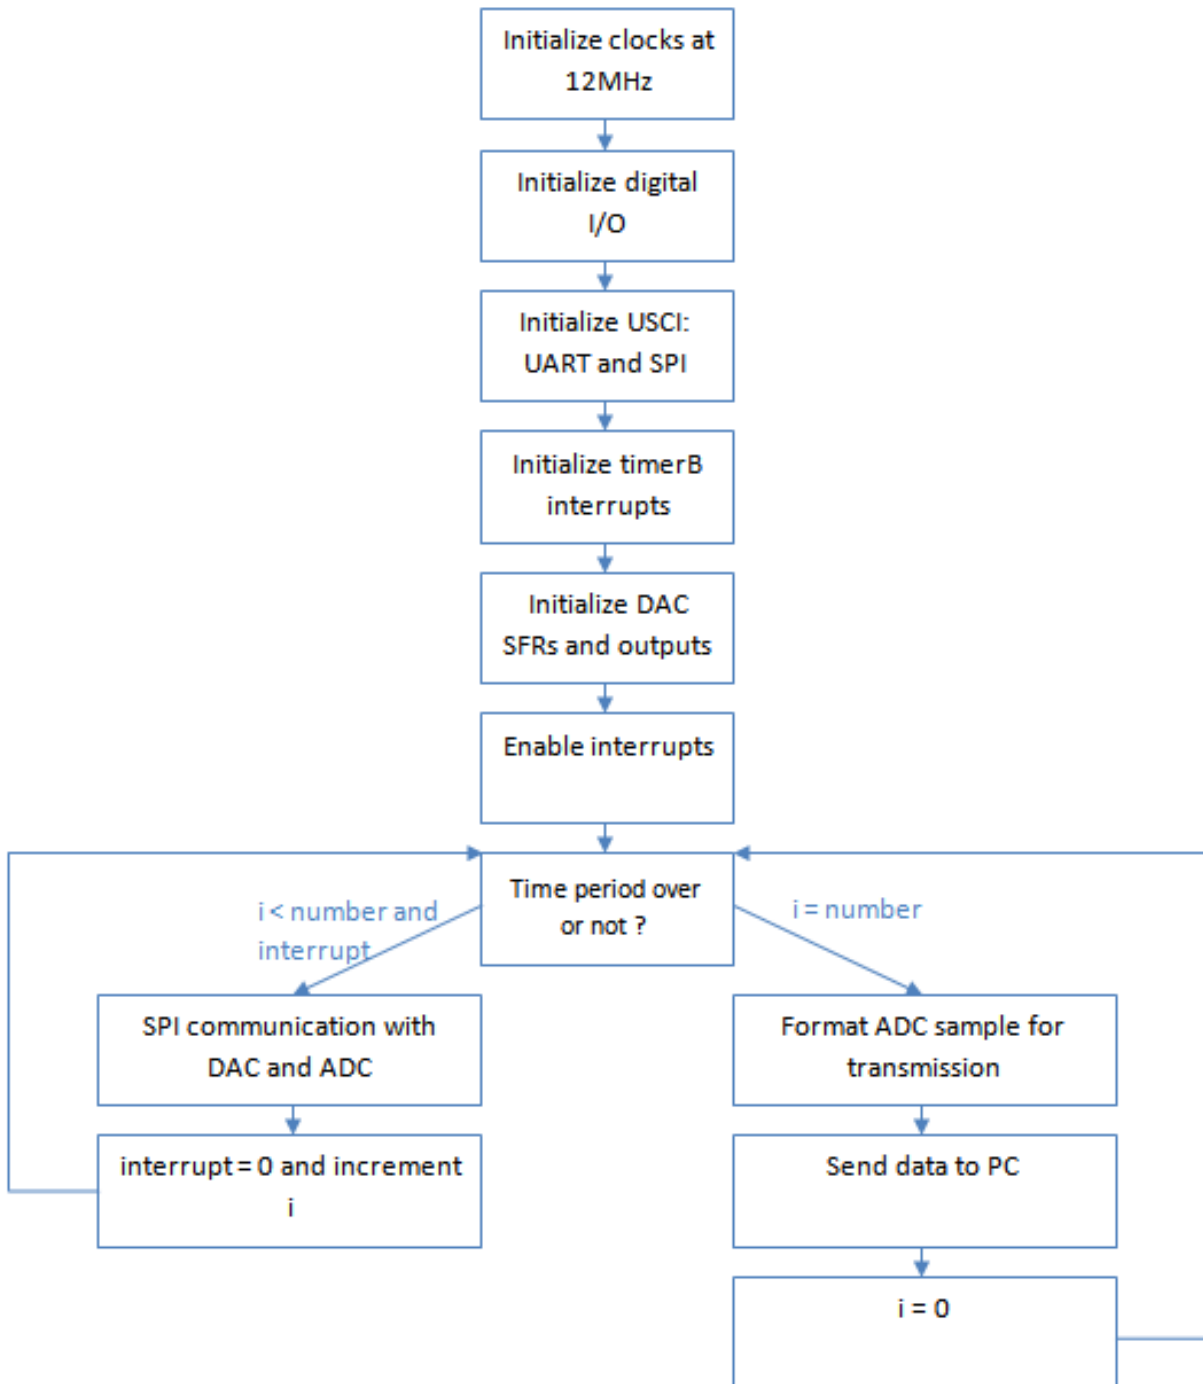 Initialize clocks at
12MHz
Initialize digital
I/O
Initialize USCI:
UART and SPI
Initialize timerB
interrupts
Initialize DAC
SFRs and outputs
Enable interrupts
Time period over
or not ?
i < number and
interrupt
i = number
SPI communication with
DAC and ADC
interrupt = 0 and increment
i
Format ADC sample for
transmission
Send data to PC
i = 0